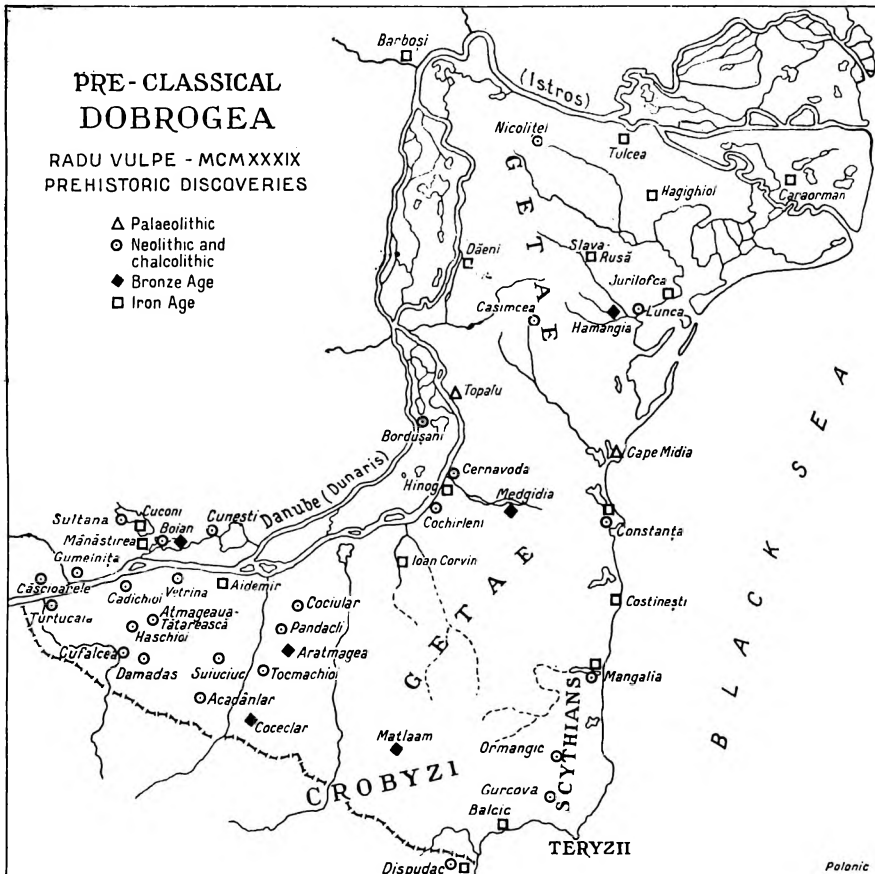 PRE-CLASSICAL
DOBROGEA
RADU VULPE - MCMXXXIX
PREHISTORIC DISCOVERIES
Palaeolithic
Neolithic and
chalcolithic
Bronze Age
Iron Age
Barboși
(Istros)
Nicolițel
Tulcea
Hagighiol
Caraorman
GETAE
Dăeni
Slava-
Rusă
Jurilofca
Casimcea
Hamangia
Lunca
Topalu
Bordușani
Cape Midia
BLACK SEA
Danube (Dunaris)
Cernavoda
Hinog
Medgidia
Cochirleni
Constanța
Sultana
Cuconi
Cunești
Boian
Mănăstirea
Gumelnița
Căscioarele
Cadichioi
Vetrina
Aidemir
Ioan Corvin
GETAE
Turtucaia
Atmageaua-
Tătarească
Haschioi
Cociular
Costinești
Pandacli
Cufalcea
Aratmagea
Damadas
Suiuciuc
Tocmachioi
Mangalia
Acadânlar
Coceclar
Matlaam
CROBYZI
SCYTHIANS
Ormangic
Gurcova
Balcic
TERYZII
Dispudac
Polonic